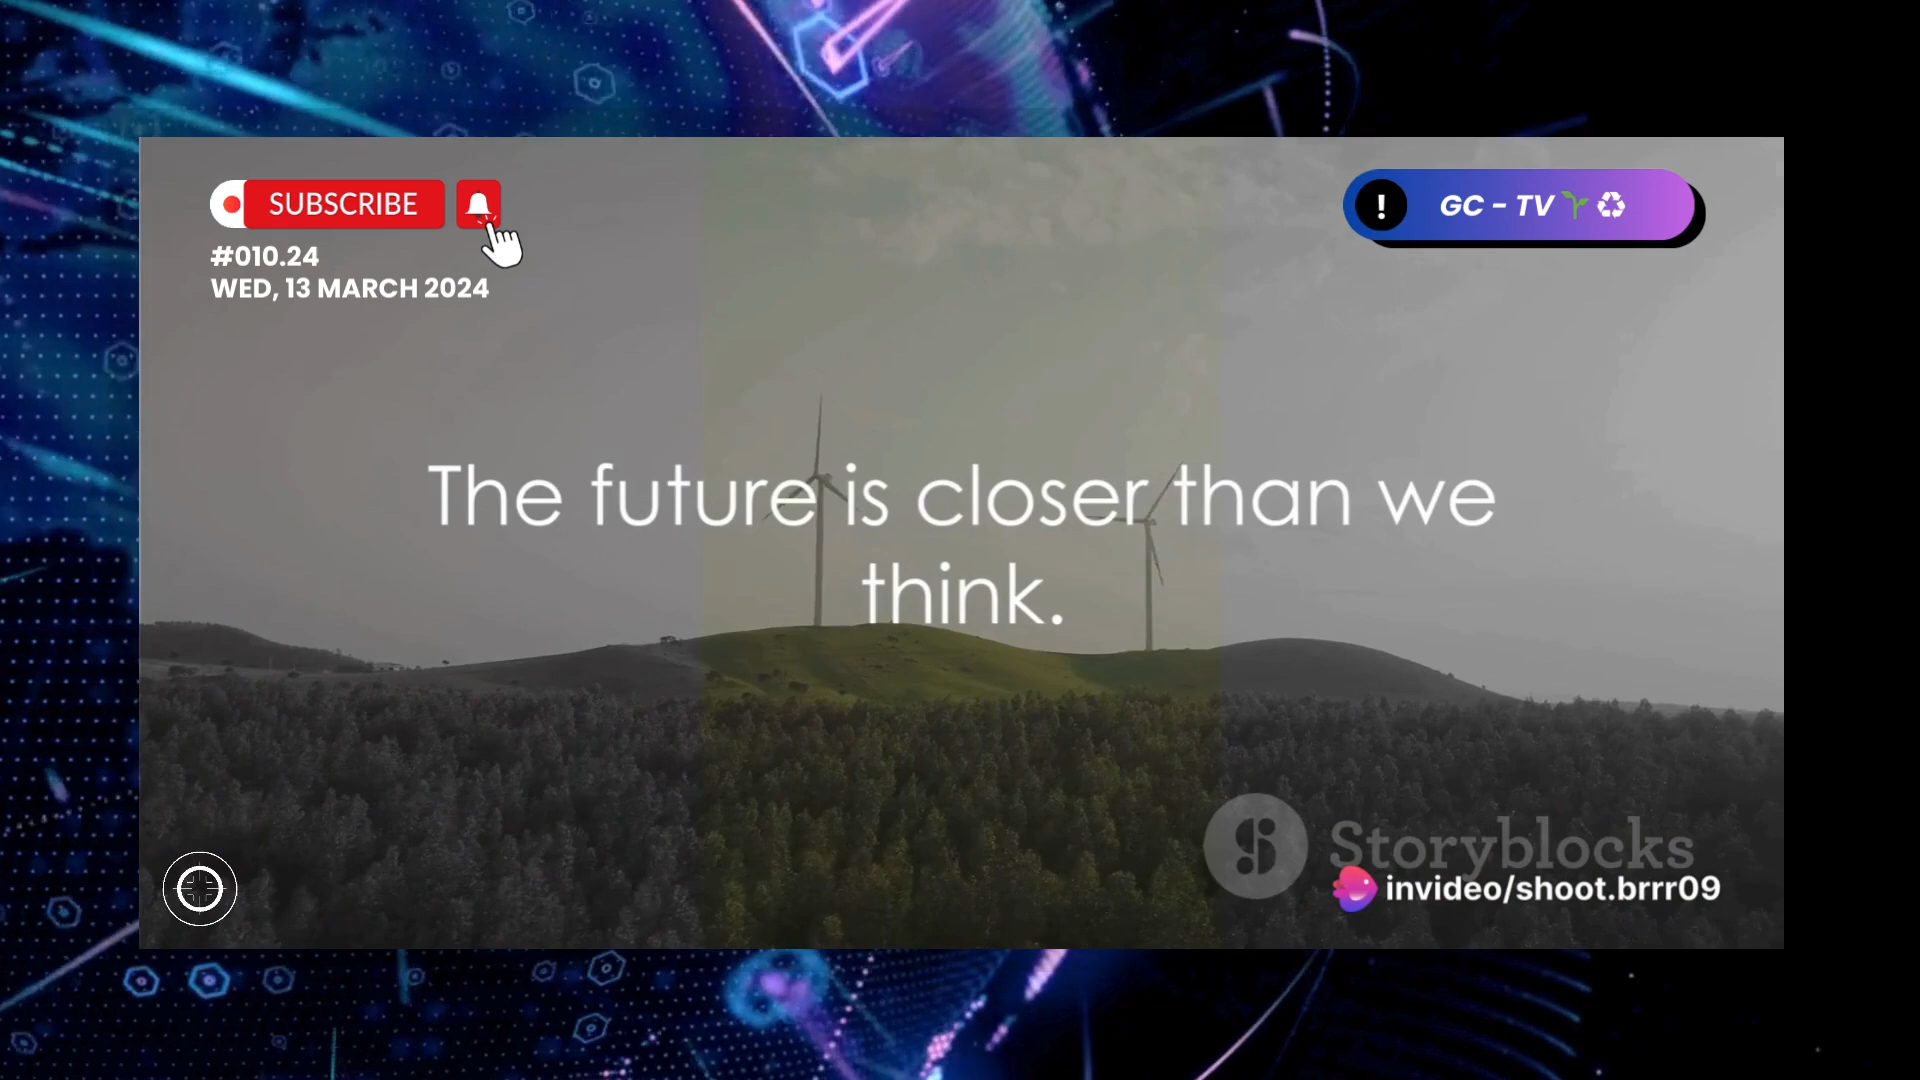 SUBSCRIBE
#010.24
WED, 13 MARCH 2024
! GC - TV
The future is closer than we
think.
Storyblocks
invideo/shoot.brrr09